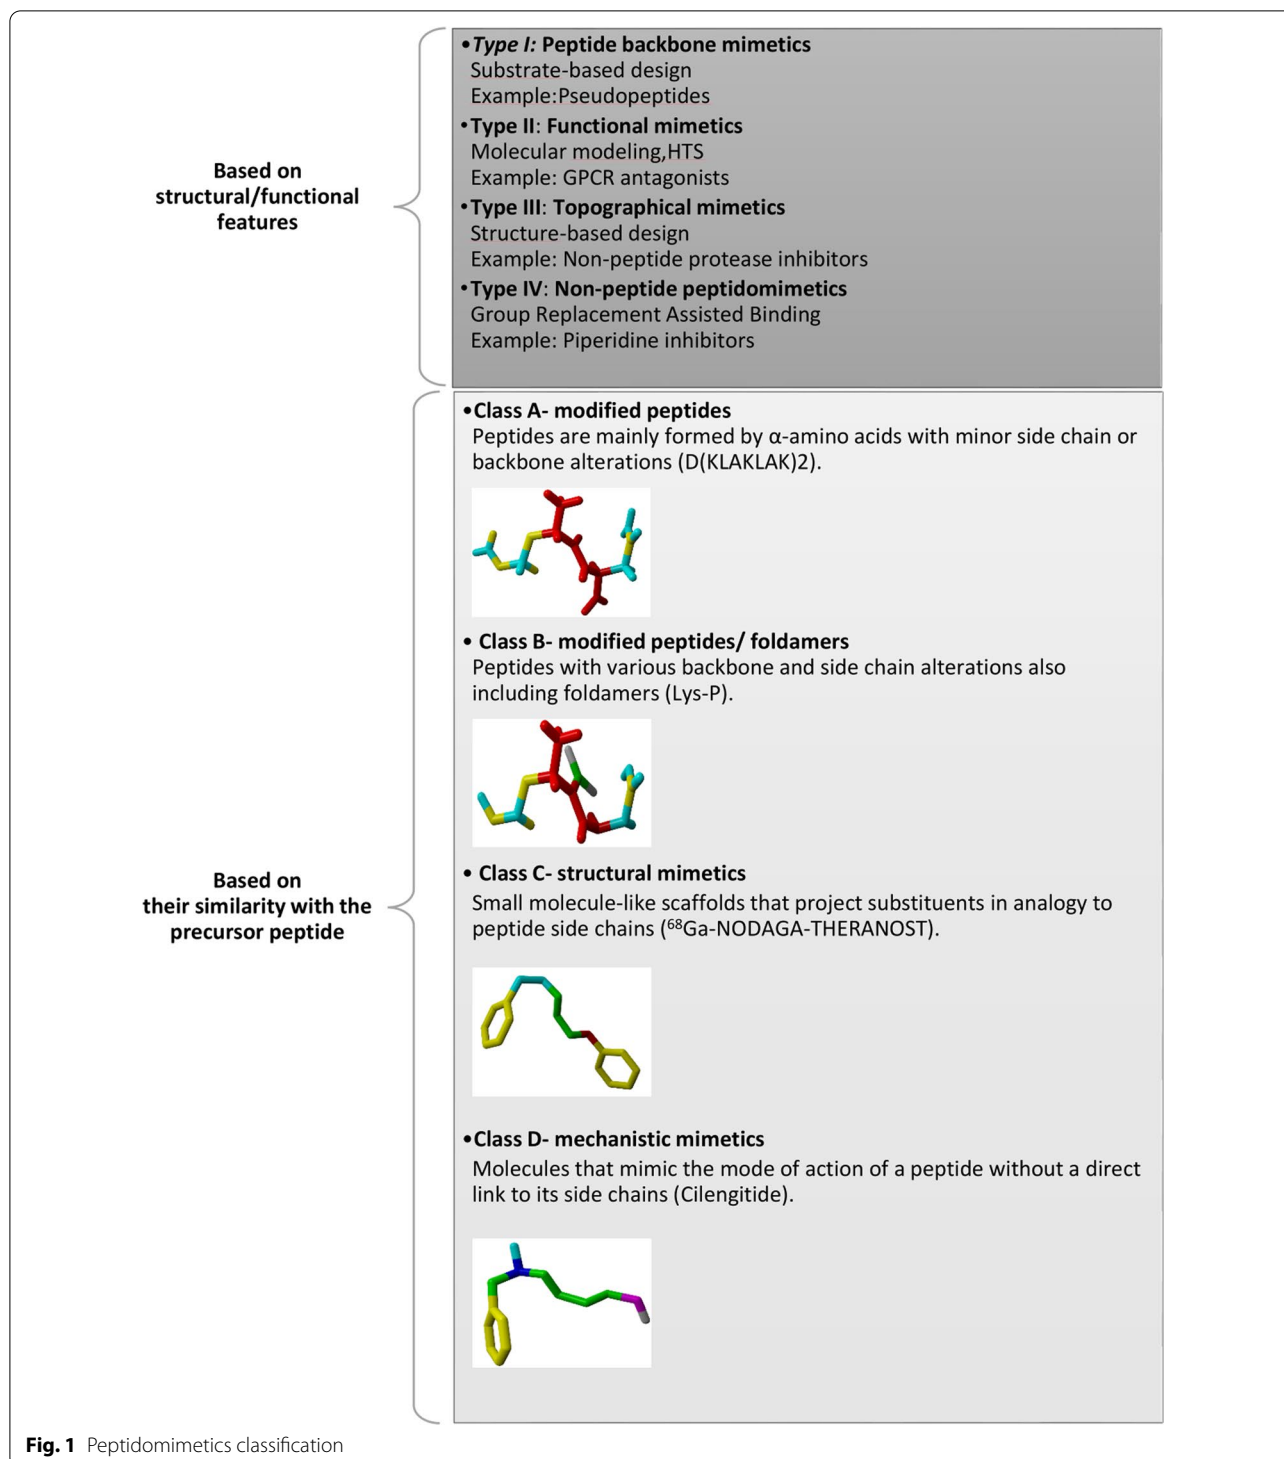 Based on
structural/functional
features
•Type I: Peptide backbone mimetics
Substrate-based design
Example:Pseudopeptides
•Type II: Functional mimetics
Molecular modeling,HTS
Example: GPCR antagonists
•Type III: Topographical mimetics
Structure-based design
Example: Non-peptide protease inhibitors
•Type IV: Non-peptide peptidomimetics
Group Replacement Assisted Binding
Example: Piperidine inhibitors
Based on
their similarity with the
precursor peptide
•Class A- modified peptides
Peptides are mainly formed by α-amino acids with minor side chain or
backbone alterations (D(KLAKLAK)2).
• Class B- modified peptides/ foldamers
Peptides with various backbone and side chain alterations also
including foldamers (Lys-P).
• Class C- structural mimetics
Small molecule-like scaffolds that project substituents in analogy to
peptide side chains (⁶⁸Ga-NODAGA-THERANOST).
•Class D- mechanistic mimetics
Molecules that mimic the mode of action of a peptide without a direct
link to its side chains (Cilengitide).
Fig. 1 Peptidomimetics classification